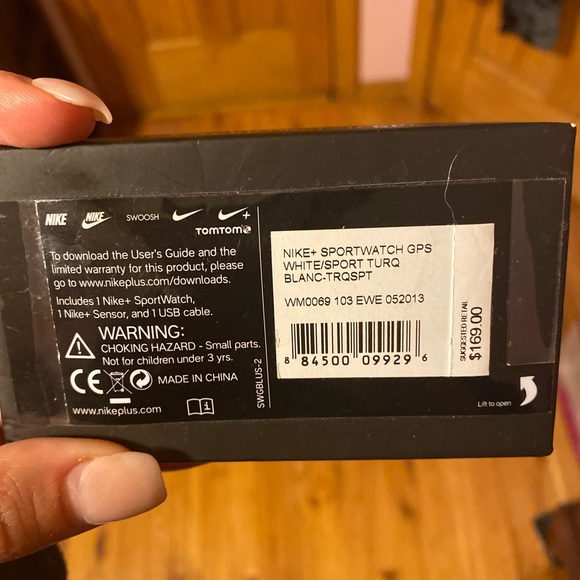 NIKE NIKE SWOOSH +
TOMTOM
To download the User's Guide and the
limited warranty for this product, please
go to www.nikeplus.com/downloads.
Includes 1 Nike+ SportWatch,
1 Nike+ Sensor, and 1 USB cable.
WARNING:
CHOKING HAZARD - Small parts.
Not for children under 3 yrs.
CE MADE IN CHINA
www.nikeplus.com
SWGBLUS-2
NIKE+ SPORTWATCH GPS
WHITE/SPORT TURQ
BLANC-TRQSPT
WM0069 103 EWE 052013
8 84500 09929 6
SUGGESTED RETAIL
$169.00
Lift to open.